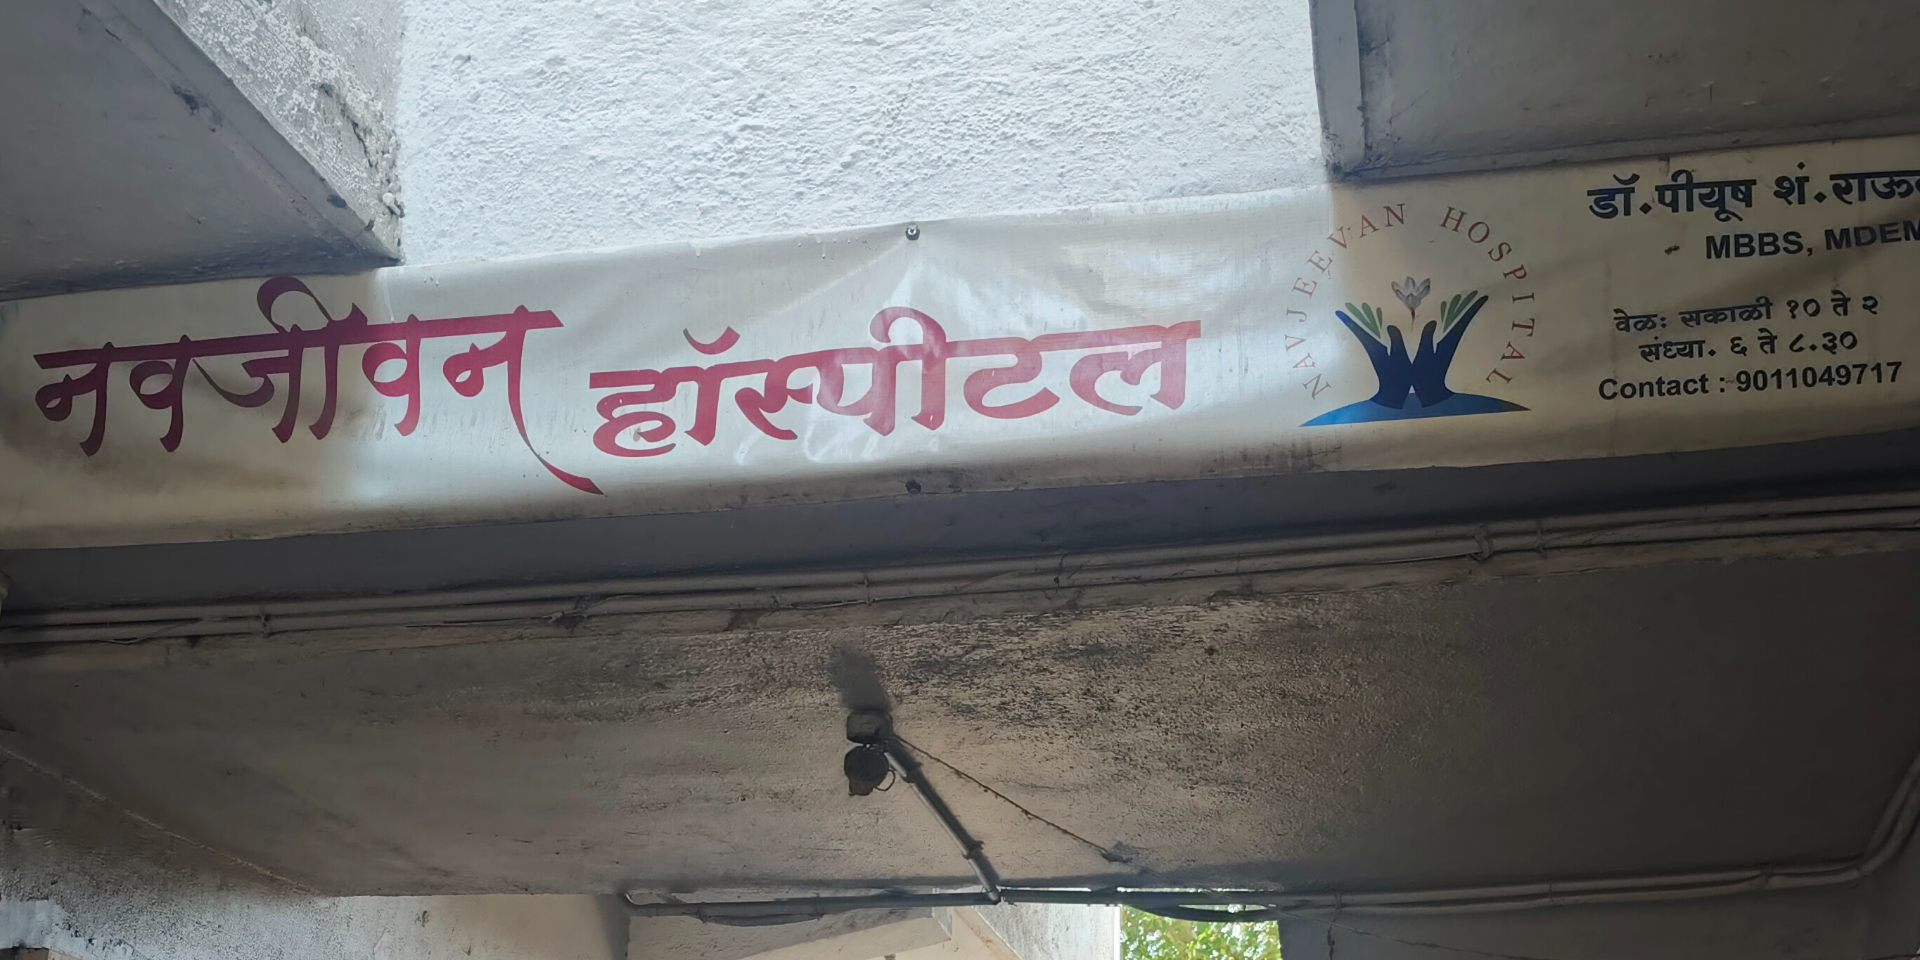 नवजीवन हॉस्पीटल
NAVJEEVAN HOSPITAL
डॉ.पीयूष शं.
MBBS, MDEM
वेळः सकाळी १० ते २
संध्या. ६ ते ८.३०
Contact : 9011049717